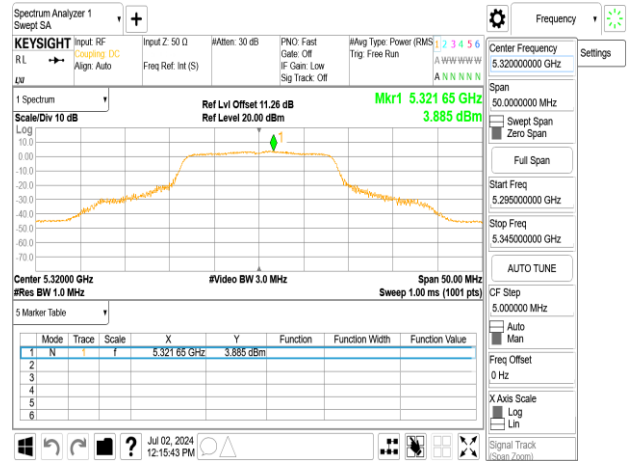 Spectrum Analyzer 1
Swept SA
Frequency
KEYSIGHT
Input: RF
Input Z: 50 Ω
#Atten: 30 dB
PNO: Fast
#Avg Type: Power (RMS
1 2 3 4 5 6
RL
Coupling: DC
Gate: Off
Trig: Free Run
A W W W W W
Align: Auto
Freq Ref: Int (S)
IF Gain: Low
Sig Track: Off
A N N N N N
Center Frequency
5.320000000 GHz
Settings
Span
50.0000000 MHz
Swept Span
Zero Span
Full Span
Start Freq
5.295000000 GHz
Stop Freq
5.345000000 GHz
AUTO TUNE
CF Step
5.000000 MHz
Auto
Man
Freq Offset
0 Hz
X Axis Scale
Log
Lin
Signal Track
(Span Zoom)
1 Spectrum
Scale/Div 10 dB
Ref Lvl Offset 11.26 dB
Ref Level 20.00 dBm
Mkr1 5.321 65 GHz
3.885 dBm
Log
10.0
0.00
-10.0
-20.0
-30.0
-40.0
-50.0
-60.0
-70.0
1
Center 5.32000 GHz
#Video BW 3.0 MHz
Span 50.00 MHz
#Res BW 1.0 MHz
Sweep 1.00 ms (1001 pts)
5 Marker Table
Mode Trace Scale X Y Function Function Width Function Value
1 N 1 f 5.321 65 GHz 3.885 dBm
2
3
4
5
6
Jul 02, 2024
12:15:43 PM